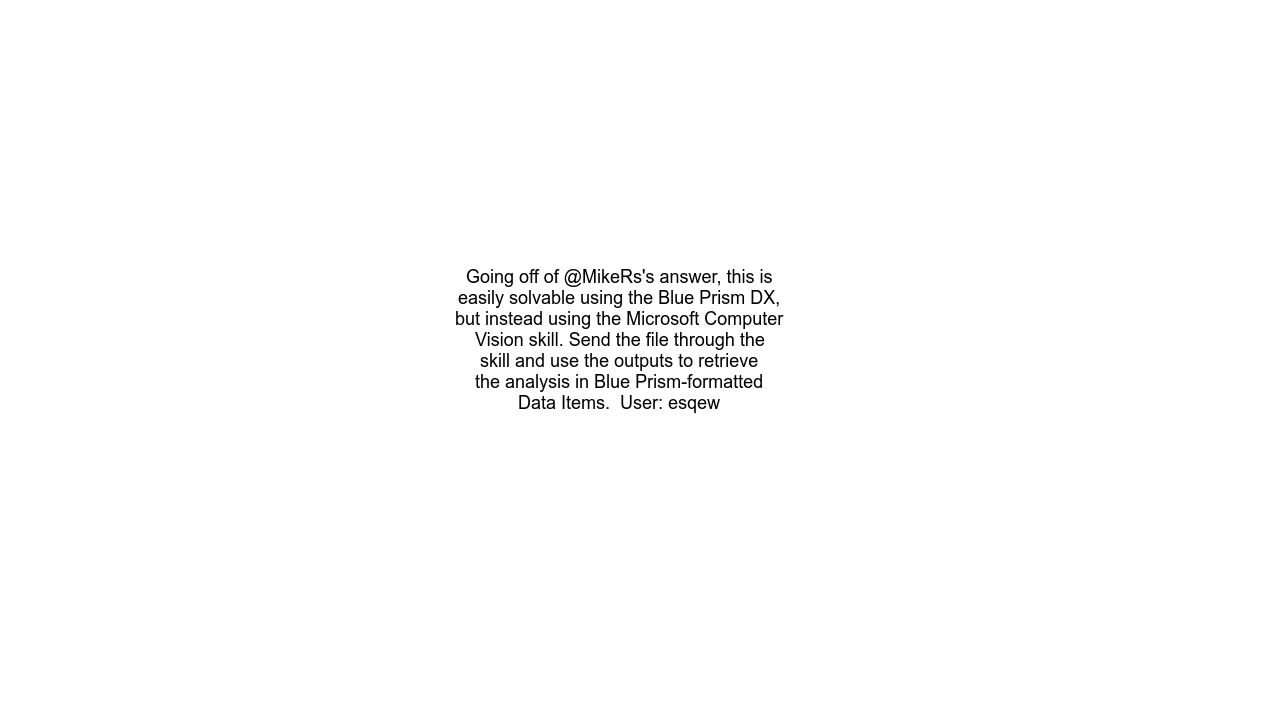 Going off of @MikeRs's answer, this is
easily solvable using the Blue Prism DX,
but instead using the Microsoft Computer
Vision skill. Send the file through the
skill and use the outputs to retrieve
the analysis in Blue Prism-formatted
Data Items.  User: esqew